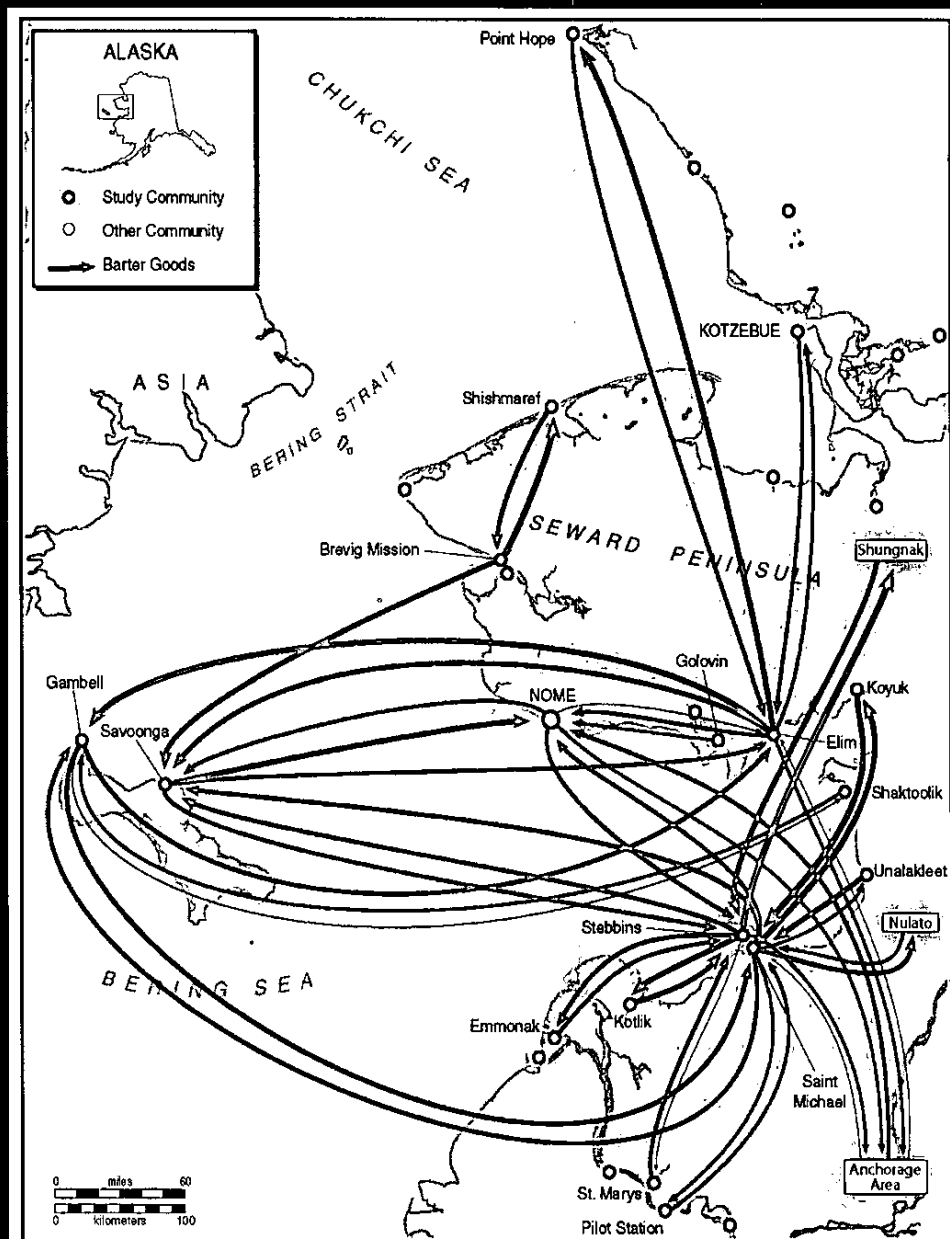 ALASKA
Study Community
Other Community
Barter Goods
Point Hope
CHUKCHI SEA
KOTZEBUE
ASIA
BERING STRAIT
Shishmaref
Brevig Mission
SEWARD PENINSULA
Shungnak
Gambell
Savoonga
NOME
Golovin
Koyuk
Elim
Shaktoolik
Unalakleet
Stebbins
Nulato
BERING SEA
Emmonak
Kotlik
Saint
Michael
St. Marys
Pilot Station
Anchorage
Area
0 miles 60
0 kilometers 100